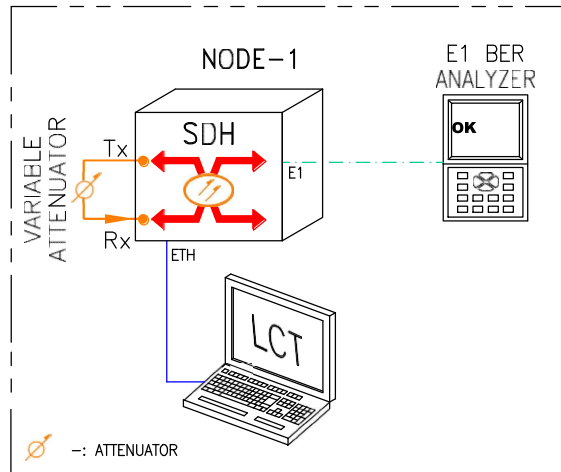 NODE-1
E1 BER
ANALYZER
OK
SDH
Tx
E1
VARIABLE
ATTENUATOR
Rx
ETH
LCT
-: ATTENUATOR